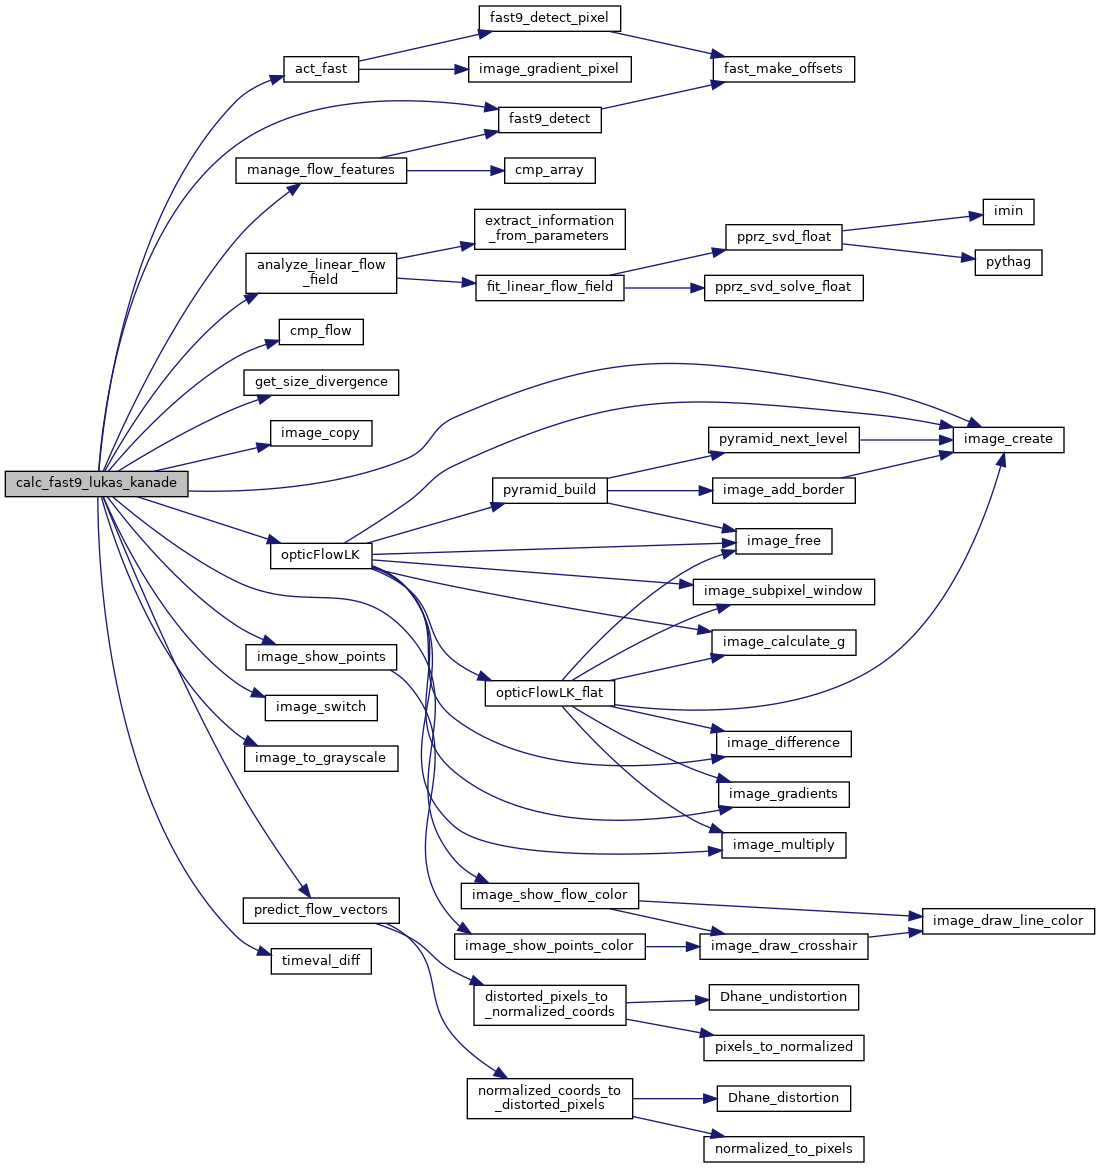 fast9_detect_pixel
act_fast
image_gradient_pixel
fast_make_offsets
fast9_detect
manage_flow_features
cmp_array
extract_information
_from_parameters
imin
pprz_svd_float
analyze_linear_flow
_field
pythag
fit_linear_flow_field
pprz_svd_solve_float
cmp_flow
get_size_divergence
image_copy
pyramid_next_level
image_create
calc_fast9_lukas_kanade
pyramid_build
image_add_border
opticFlowLK
image_free
image_subpixel_window
image_calculate_g
image_show_points
opticFlowLK_flat
image_switch
image_difference
image_to_grayscale
image_gradients
image_multiply
image_show_flow_color
predict_flow_vectors
image_draw_line_color
image_show_points_color
image_draw_crosshair
timeval_diff
distorted_pixels_to
_normalized_coords
Dhane_undistortion
pixels_to_normalized
normalized_coords_to
_distorted_pixels
Dhane_distortion
normalized_to_pixels